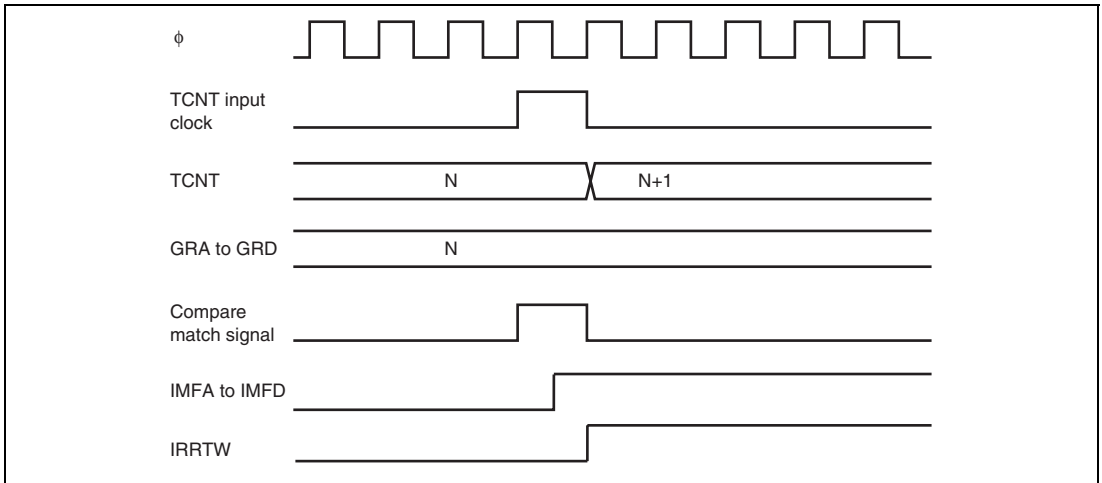 ϕ
TCNT input
clock
TCNT
N
N+1
GRA to GRD
N
Compare
match signal
IMFA to IMFD
IRRTW